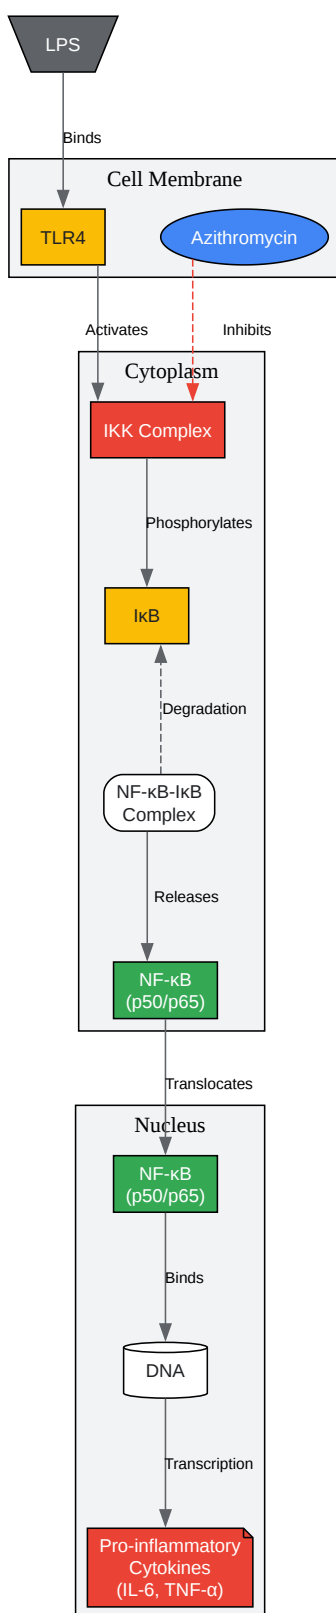 LPS
Binds
Cell Membrane
TLR4
Azithromycin
Activates
Inhibits
Cytoplasm
IKK Complex
Phosphorylates
IκB
Degradation
NF-κB-IκB
Complex
Releases
NF-κB
(p50/p65)
Translocates
Nucleus
NF-κB
(p50/p65)
Binds
DNA
Transcription
Pro-inflammatory
Cytokines
(IL-6, TNF-α)